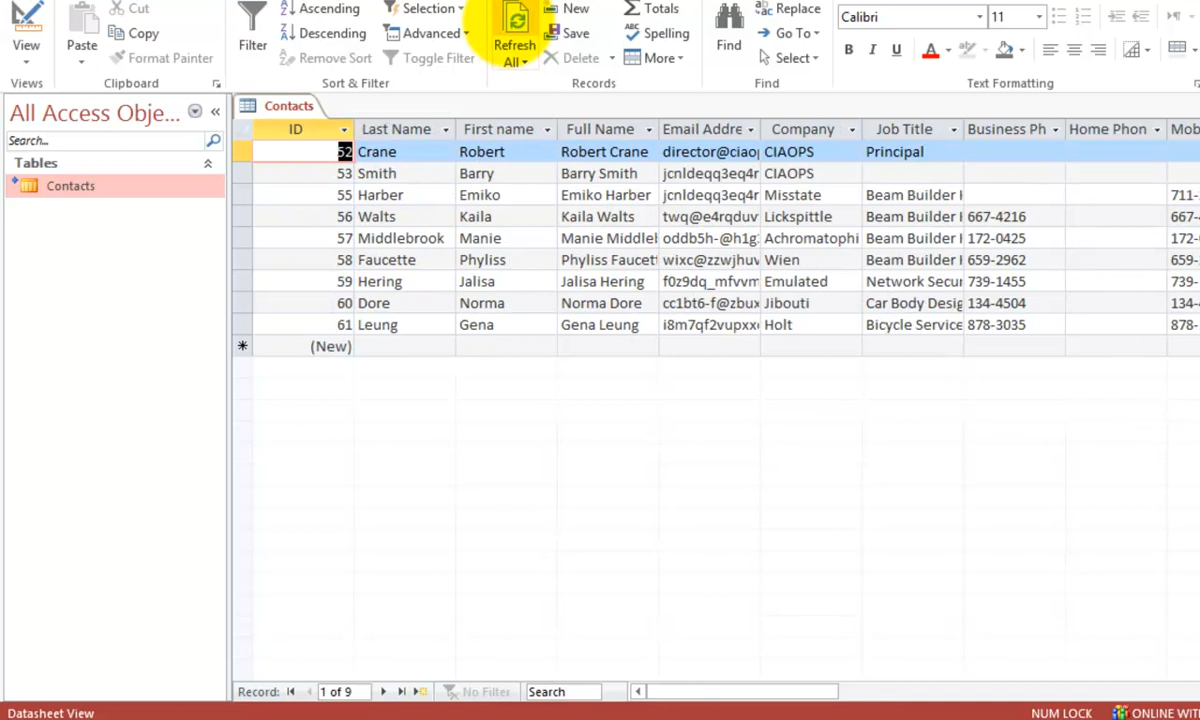 View
Views
Paste
Cut
Copy
Format Painter
Clipboard
Filter
Ascending
Descending
Remove Sort
Selection
Advanced
Toggle Filter
Sort & Filter
Refresh
All
New
Save
Delete
Totals
Spelling
More
Records
Find
Replace
Go To
Select
Find
Calibri
11
B I U A
Text Formatting
All Access Obje...
Search...
Tables
Contacts
Contacts
ID Last Name First name Full Name Email Addre Company Job Title Business Ph Home Phon Mob
52 Crane Robert Robert Crane director@ciaop CIAOPS Principal
53 Smith Barry Barry Smith jcnldeqq3eq4r CIAOPS
55 Harber Emiko Emiko Harber jcnldeqq3eq4r Misstate Beam Builder 711-
56 Walts Kaila Kaila Walts twq@e4rqduv Lickspittle Beam Builder 667-4216 667-
57 Middlebrook Manie Manie Middle oddb5h-@h1g Achromatophi Beam Builder 172-0425 172-
58 Faucette Phyliss Phyliss Faucet wixc@zzwjhuv Wien Beam Builder 659-2962 659-
59 Hering Jalisa Jalisa Hering f0z9dq_mfvvm Emulated Network Secu 739-1455 739-
60 Dore Norma Norma Dore cc1bt6-f@zbux Jibouti Car Body Desig 134-4504 134-
61 Leung Gena Gena Leung i8m7qf2vupxx Holt Bicycle Service 878-3035 878-
(New)
Record: 1 of 9 No Filter Search
Datasheet View
NUM LOCK
ONLINE WIT